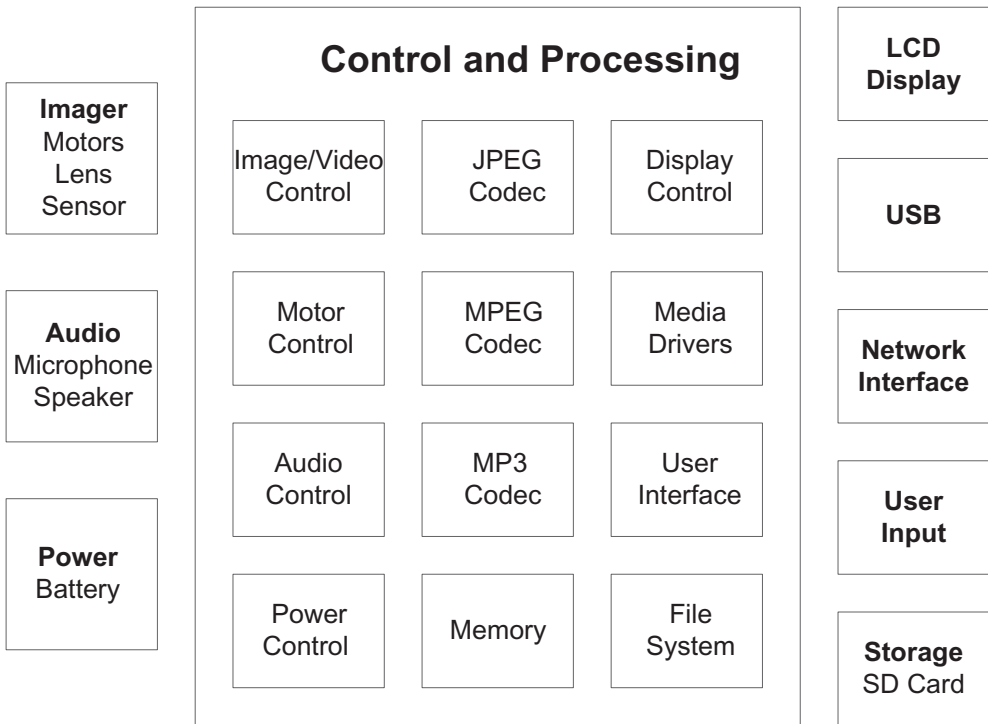 Imager
Motors
Lens
Sensor
Audio
Microphone
Speaker
Power
Battery
Control and Processing
Image/Video
Control
JPEG
Codec
Display
Control
Motor
Control
MPEG
Codec
Media
Drivers
Audio
Control
MP3
Codec
User
Interface
Power
Control
Memory
File
System
LCD
Display
USB
Network
Interface
User
Input
Storage
SD Card